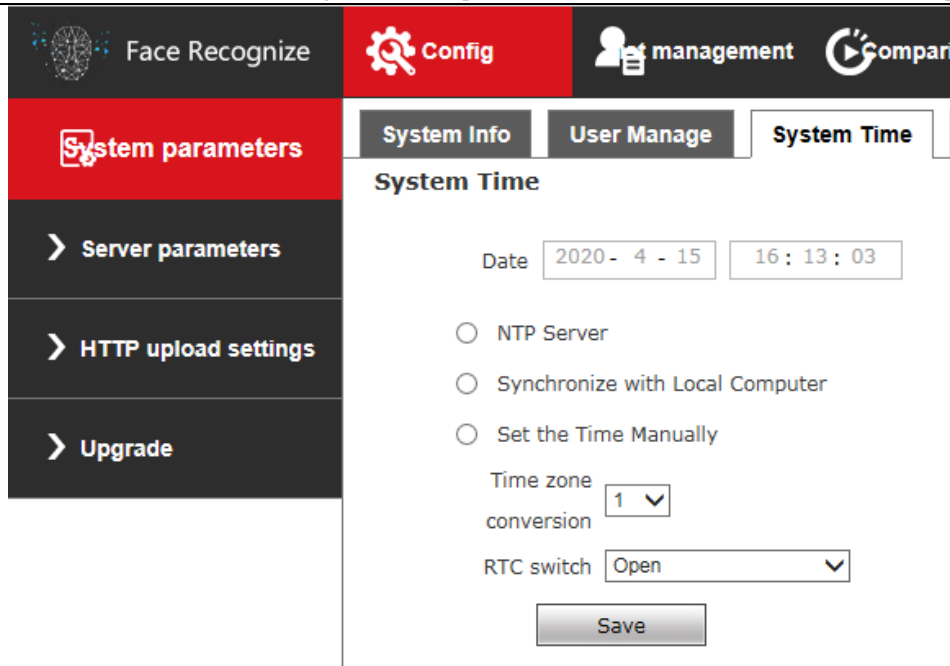 Face Recognize
Config
management
System Info
User Manage
System Time
System parameters
System Time
Server parameters
Date 2020 - 4 - 15 16 : 13 : 03
HTTP upload settings
NTP Server
Synchronize with Local Computer
Upgrade
Set the Time Manually
Time zone
conversion
1
RTC switch Open
Save